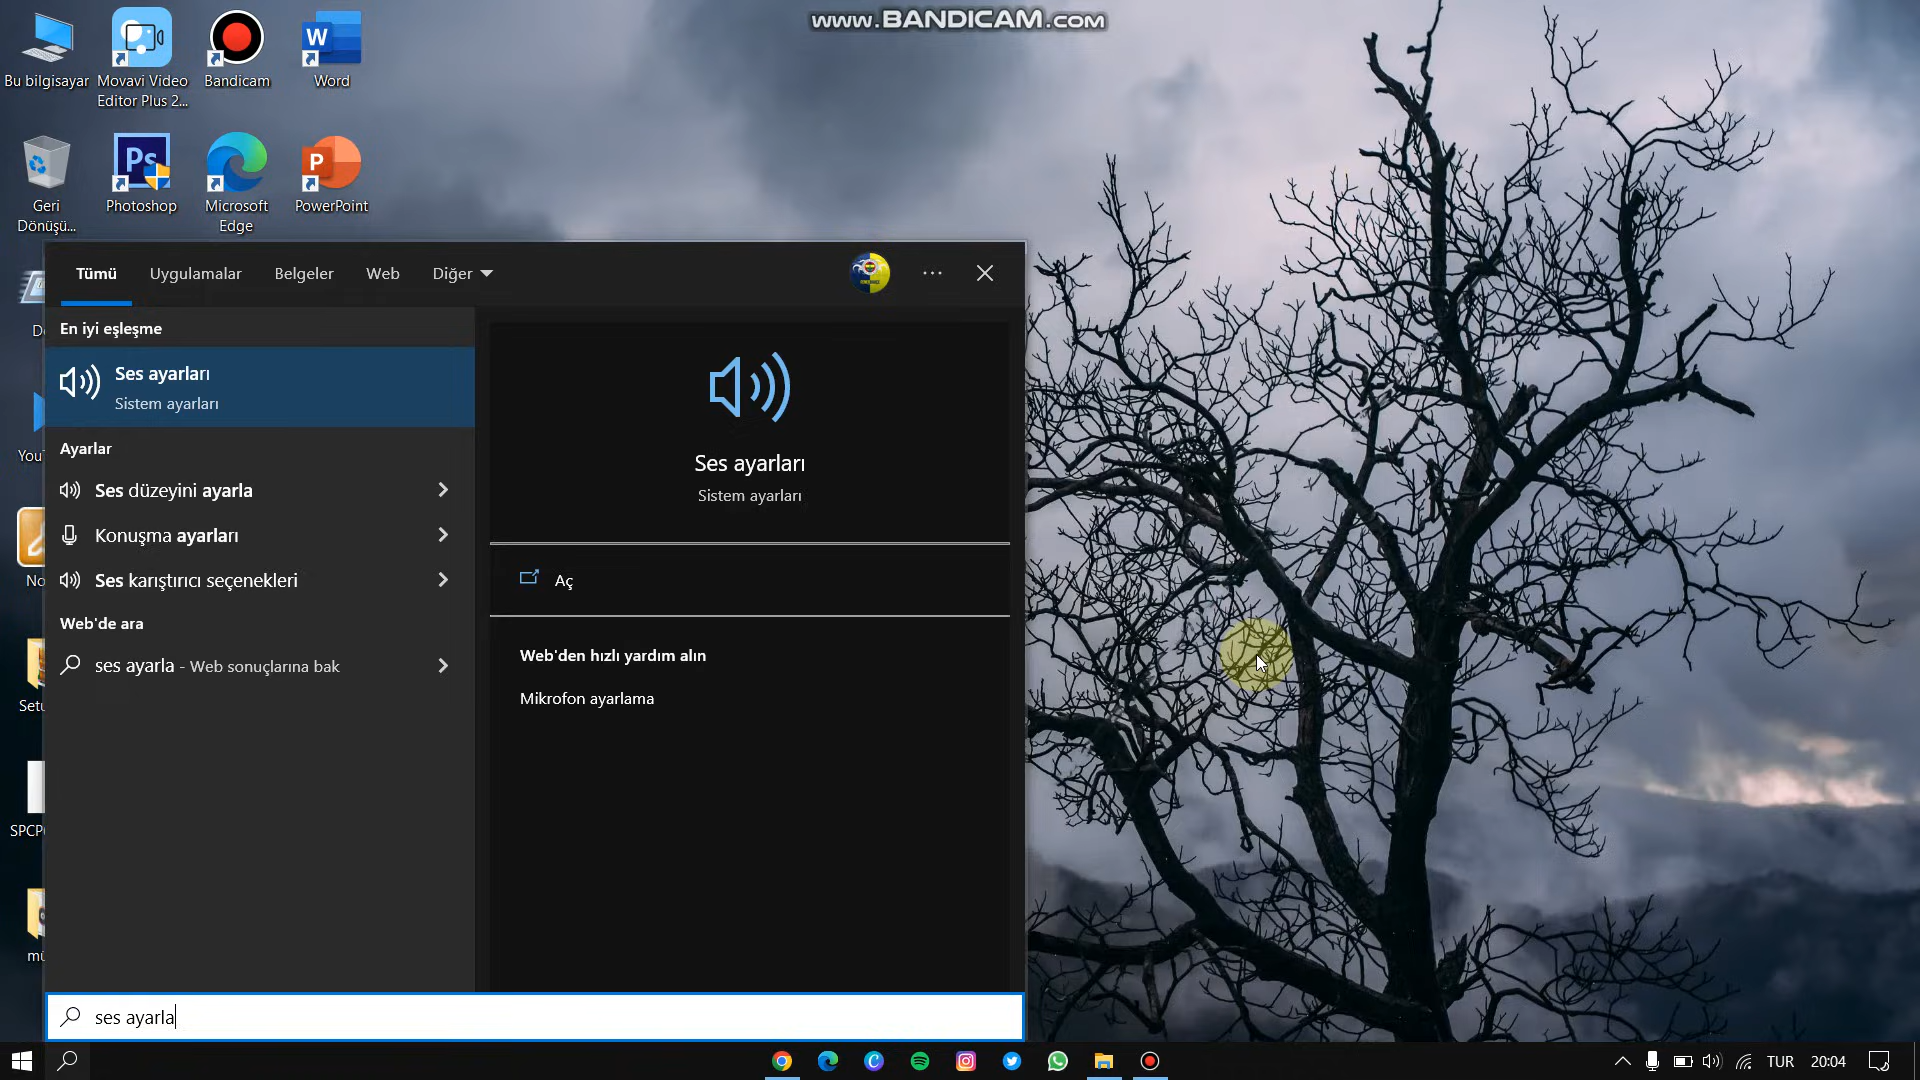 www.BANDICAM.com
Bu bilgisayar
Movavi Video
Editor Plus 2...
Bandicam
Word
Geri
Dönüşü...
Photoshop
Microsoft
Edge
PowerPoint
Tümü
Uygulamalar
Belgeler
Web
Diğer
En iyi eşleşme
Ses ayarları
Sistem ayarları
Ayarlar
Ses düzeyini ayarla
Konuşma ayarları
Ses karıştırıcı seçenekleri
Web'de ara
ses ayarla - Web sonuçlarına bak
Ses ayarları
Sistem ayarları
Aç
Web'den hızlı yardım alın
Mikrofon ayarlama
ses ayarla
TUR
20:04